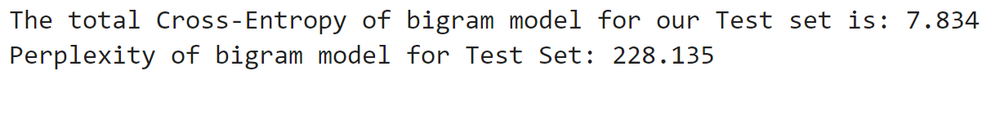 The total Cross-Entropy of bigram model for our Test set is: 7.834
Perplexity of bigram model for Test Set: 228.135